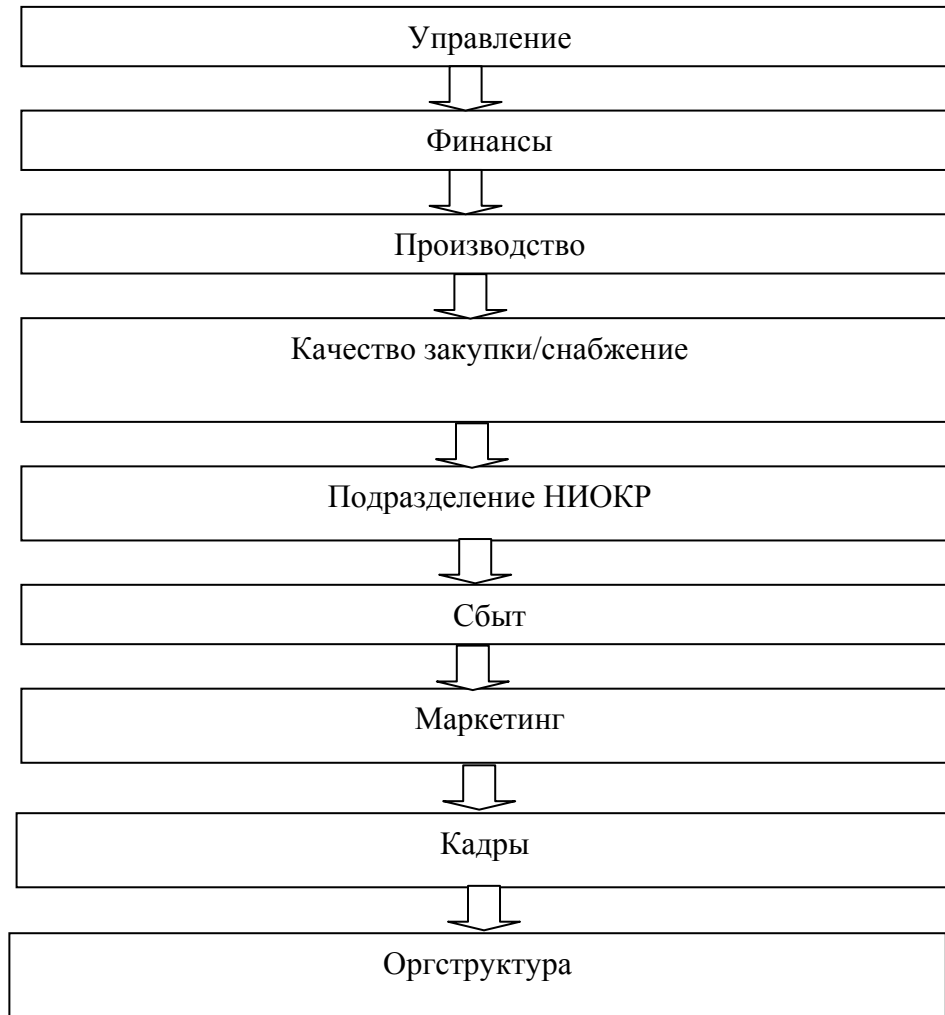 Управление
Финансы
Производство
Качество закупки/снабжение
Подразделение НИОКР
Сбыт
Маркетинг
Кадры
Оргструктура